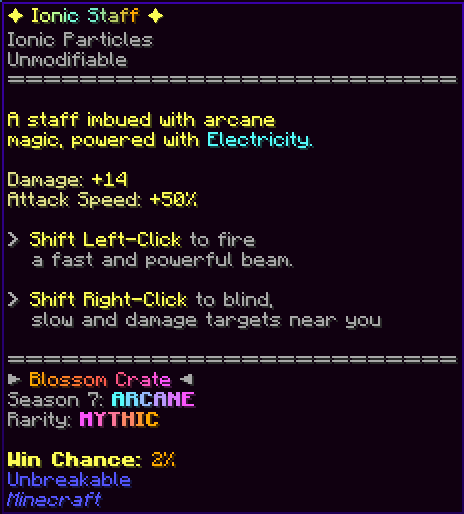 ✦ Ionic Staff ✦
Ionic Particles
Unmodifiable
============================
A staff imbued with arcane
magic, powered with Electricity.
Damage: +14
Attack Speed: +50%
> Shift Left-Click to fire
a fast and powerful beam.
> Shift Right-Click to blind,
slow and damage targets near you
============================
► Blossom Crate ◄
Season 7: ARCANE
Rarity: MYTHIC
Win Chance: 2%
Unbreakable
Minecraft